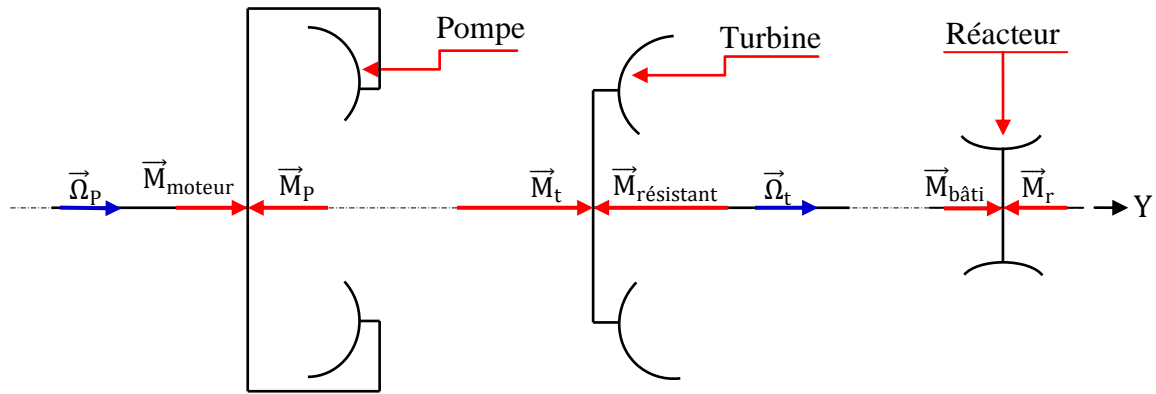 Pompe
Turbine
Réacteur
Ω⃗P
M⃗moteur
M⃗P
M⃗t
M⃗résistant
Ω⃗t
M⃗bâti
M⃗r
Y